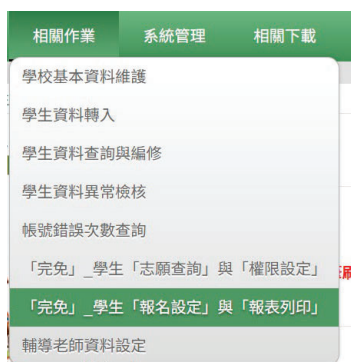 相關作業 系統管理 相關下載
學校基本資料維護
學生資料轉入
學生資料查詢與編修
學生資料異常檢核
帳號錯誤次數查詢
「完免」_學生「志願查詢」與「權限設定」
「完免」_學生「報名設定」與「報表列印」
輔導老師資料設定